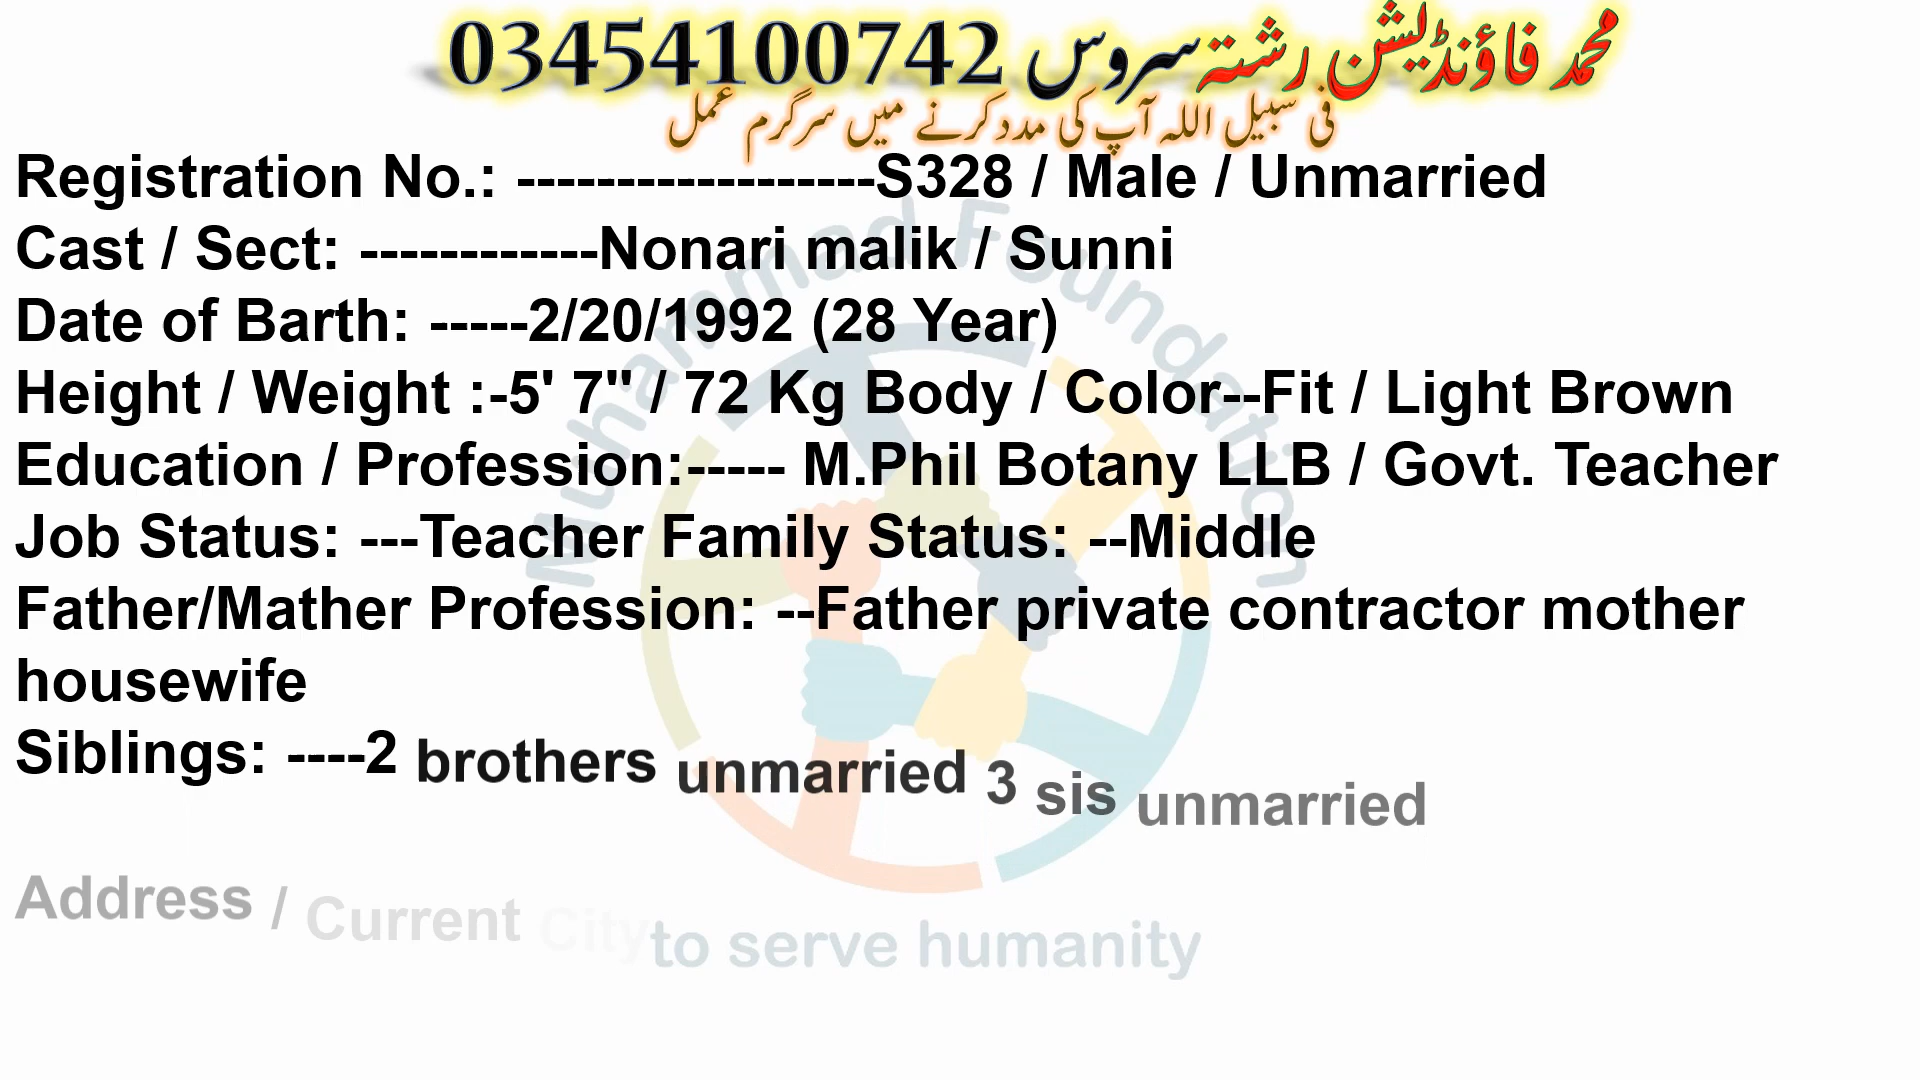 محمد فاؤنڈیشن رشتہ سروس 03454100742
فی سبیل اللہ آپ کی مدد کرنے میں سرگرم عمل
Registration No.: ------------------S328 / Male / Unmarried
Cast / Sect: ------------Nonari malik / Sunni
Date of Barth: -----2/20/1992 (28 Year)
Height / Weight :-5' 7" / 72 Kg Body / Color--Fit / Light Brown
Education / Profession:----- M.Phil Botany LLB / Govt. Teacher
Job Status: ---Teacher Family Status: --Middle
Father/Mather Profession: --Father private contractor mother
housewife
Siblings: ----2 brothers unmarried 3 sis unmarried
Address / Current City
Muhammad Foundation
to serve humanity